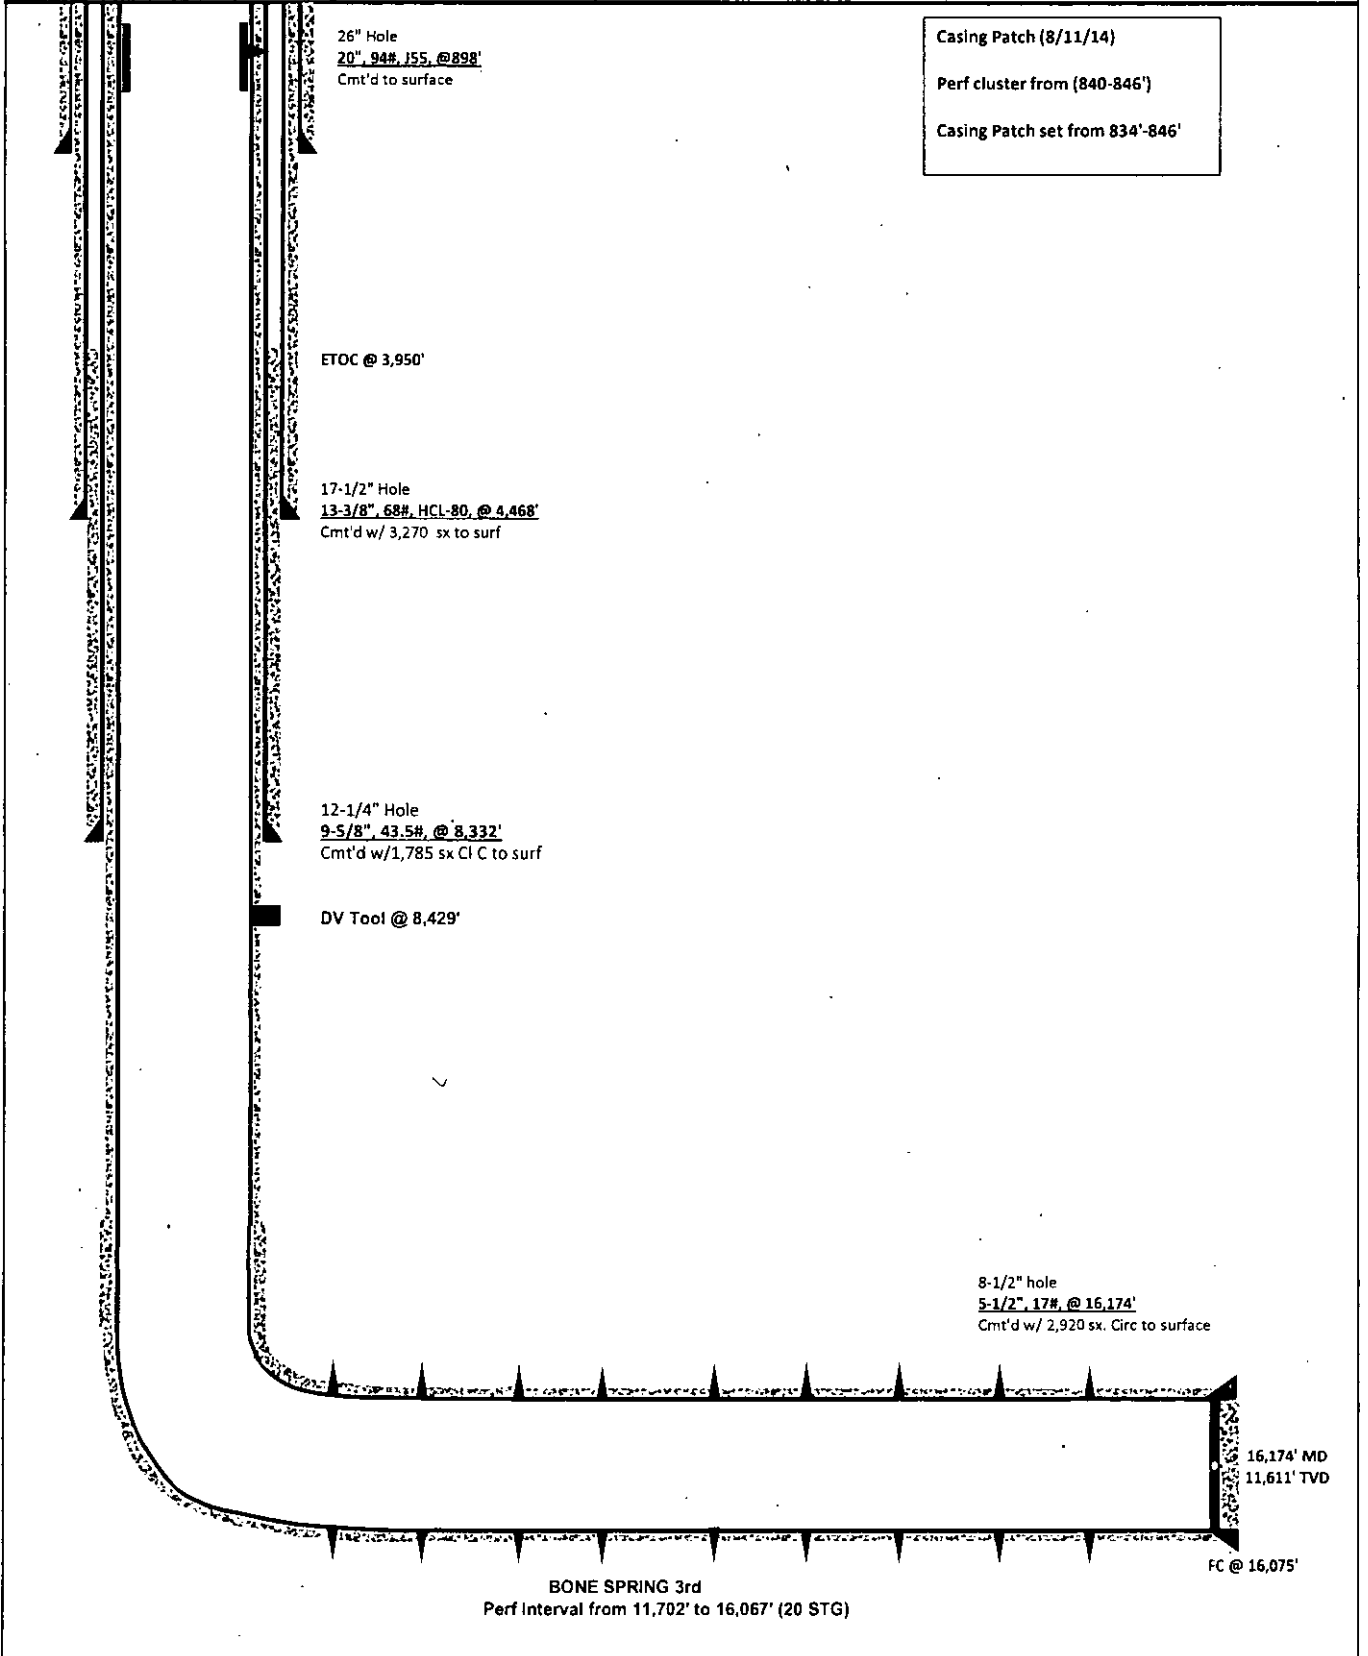 26" Hole
20", 94#, J55, @898'
Cmt'd to surface
Casing Patch (8/11/14)
Perf cluster from (840-846')
Casing Patch set from 834'-846'
ETOC @ 3,950'
17-1/2" Hole
13-3/8", 68#, HCL-80, @ 4,468'
Cmt'd w/ 3,270 sx to surf
12-1/4" Hole
9-5/8", 43.5#, @ 8,332'
Cmt'd w/1,785 sx Cl C to surf
DV Tool @ 8,429'
8-1/2" hole
5-1/2", 17#, @ 16,174'
Cmt'd w/ 2,920 sx. Circ to surface
16,174' MD
11,611' TVD
FC @ 16,075'
BONE SPRING 3rd
Perf Interval from 11,702' to 16,067' (20 STG)